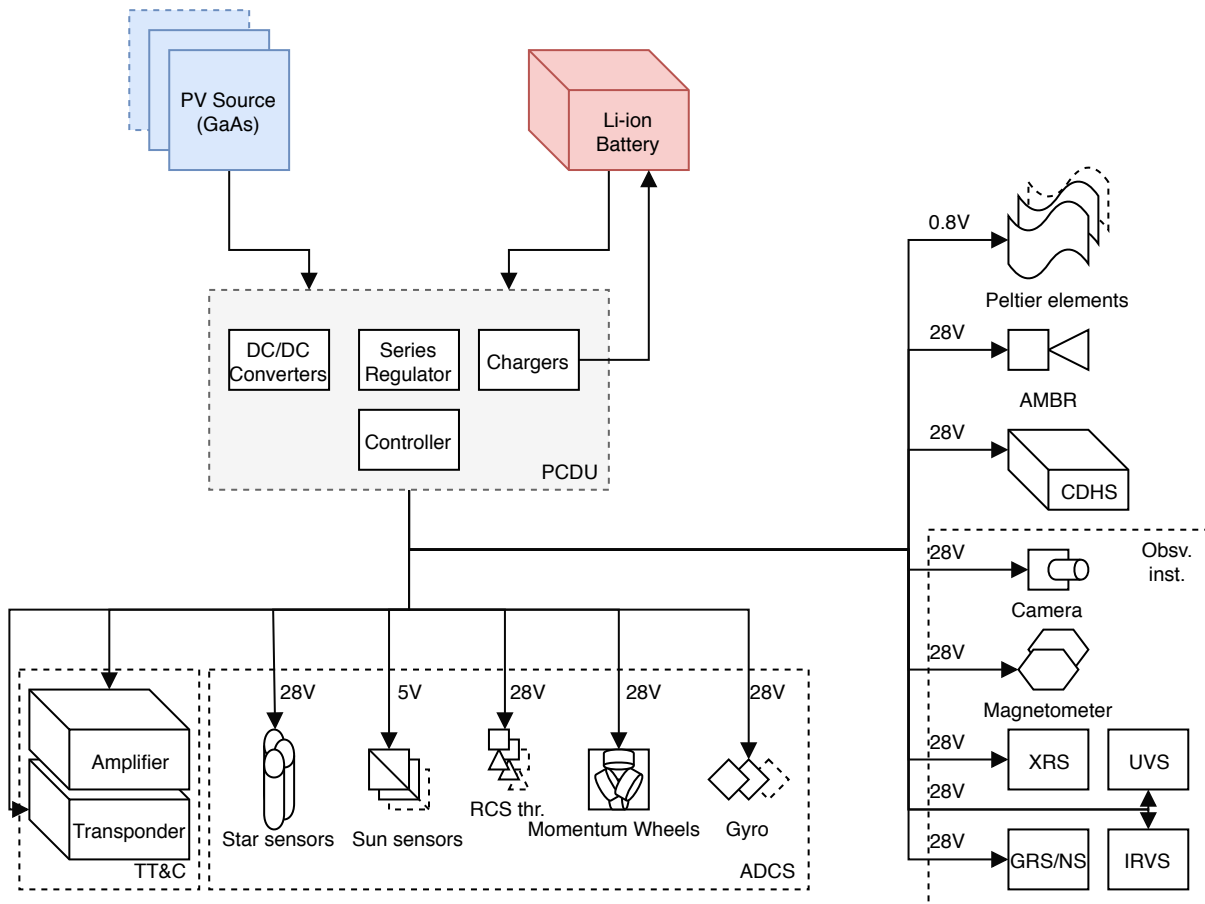 PV Source
(GaAs)
Li-ion
Battery
0.8V
Peltier elements
DC/DC
Converters
Series
Regulator
Chargers
28V
AMBR
Controller
PCDU
28V
CDHS
28V
Obsv.
inst.
Camera
28V
Magnetometer
28V
5V
28V
28V
28V
Amplifier
Transponder
TT&C
Star sensors
Sun sensors
RCS thr.
Momentum Wheels
Gyro
ADCS
28V
XRS
UVS
28V
28V
GRS/NS
IRVS